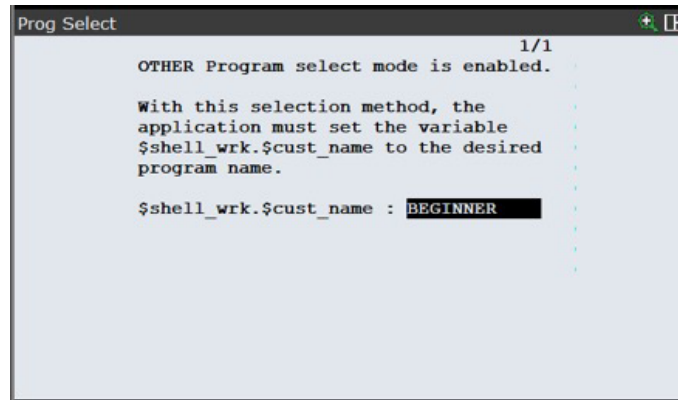 Prog Select
1/1
OTHER Program select mode is enabled.
With this selection method, the
application must set the variable
$shell_wrk.$cust_name to the desired
program name.
$shell_wrk.$cust_name : BEGINNER